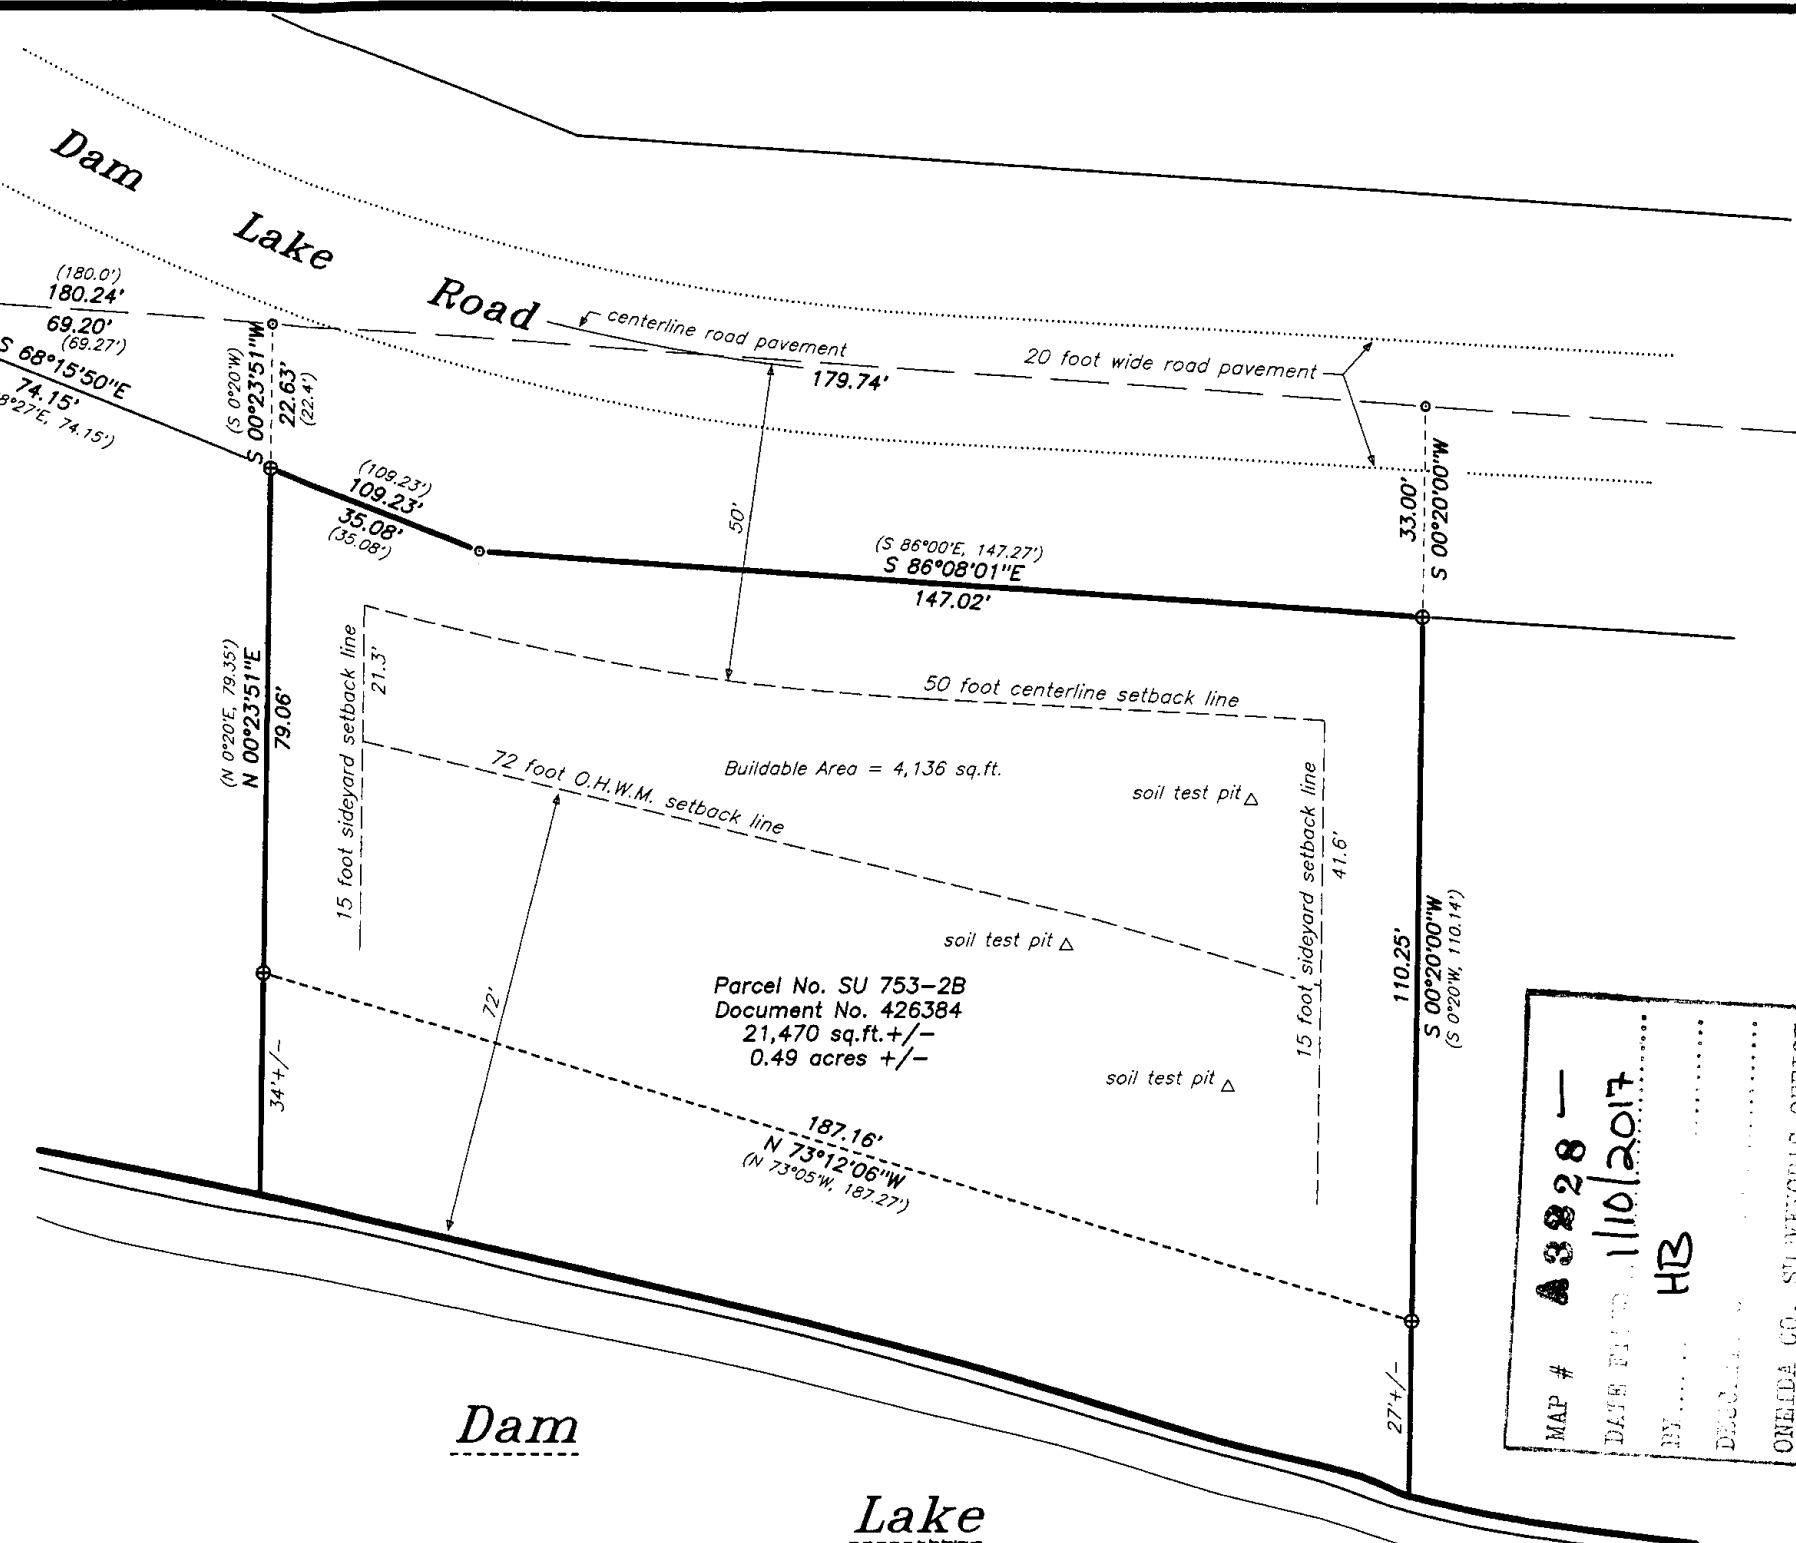 Dam Lake Road
(180.0')
180.24'
69.20'
(69.27')
S 68°15'50"E
74.15'
8°27'E, 74.15')
(S 0°20'W)
S 00°23'51"W
22.63'
(22.4')
centerline road pavement
179.74'
20 foot wide road pavement
33.00'
S 00°20'00"W
(109.23')
109.23'
35.08'
(35.08')
50'
(S 86°00'E, 147.27')
S 86°08'01"E
147.02'
(N 0°20'E, 79.35')
N 00°23'51"E
79.06'
15 foot sideyard setback line
21.3'
50 foot centerline setback line
72 foot O.H.W.M. setback line
Buildable Area = 4,136 sq.ft.
soil test pit
15 foot sideyard setback line
41.6'
110.25'
S 00°20'00"W
(S 0°20'W, 110.14')
soil test pit
Parcel No. SU 753-2B
Document No. 426384
21,470 sq.ft.+/-
0.49 acres +/-
72'
soil test pit
34'+/-
187.16'
N 73°12'06"W
(N 73°05'W, 187.27')
27'+/-
Dam
Lake
MAP # A3828
DATE 1/10/2017
HB
ONEIDA CO.